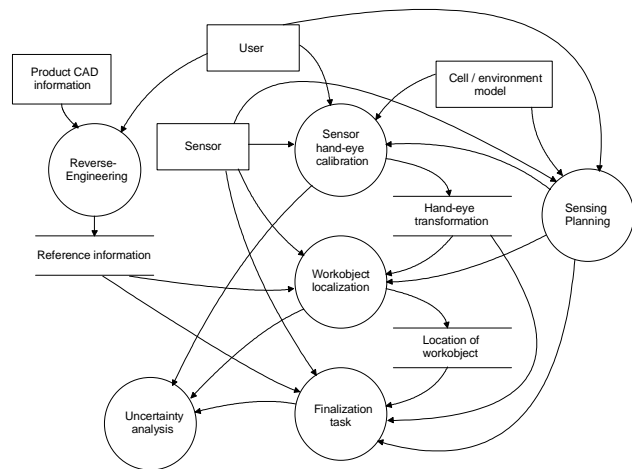 User
Product CAD
information
Cell / environment
model
Sensor
Sensor
hand-eye
calibration
Reverse-
Engineering
Sensing
Planning
Hand-eye
transformation
Reference information
Workobject
localization
Location of
workobject
Uncertainty
analysis
Finalization
task